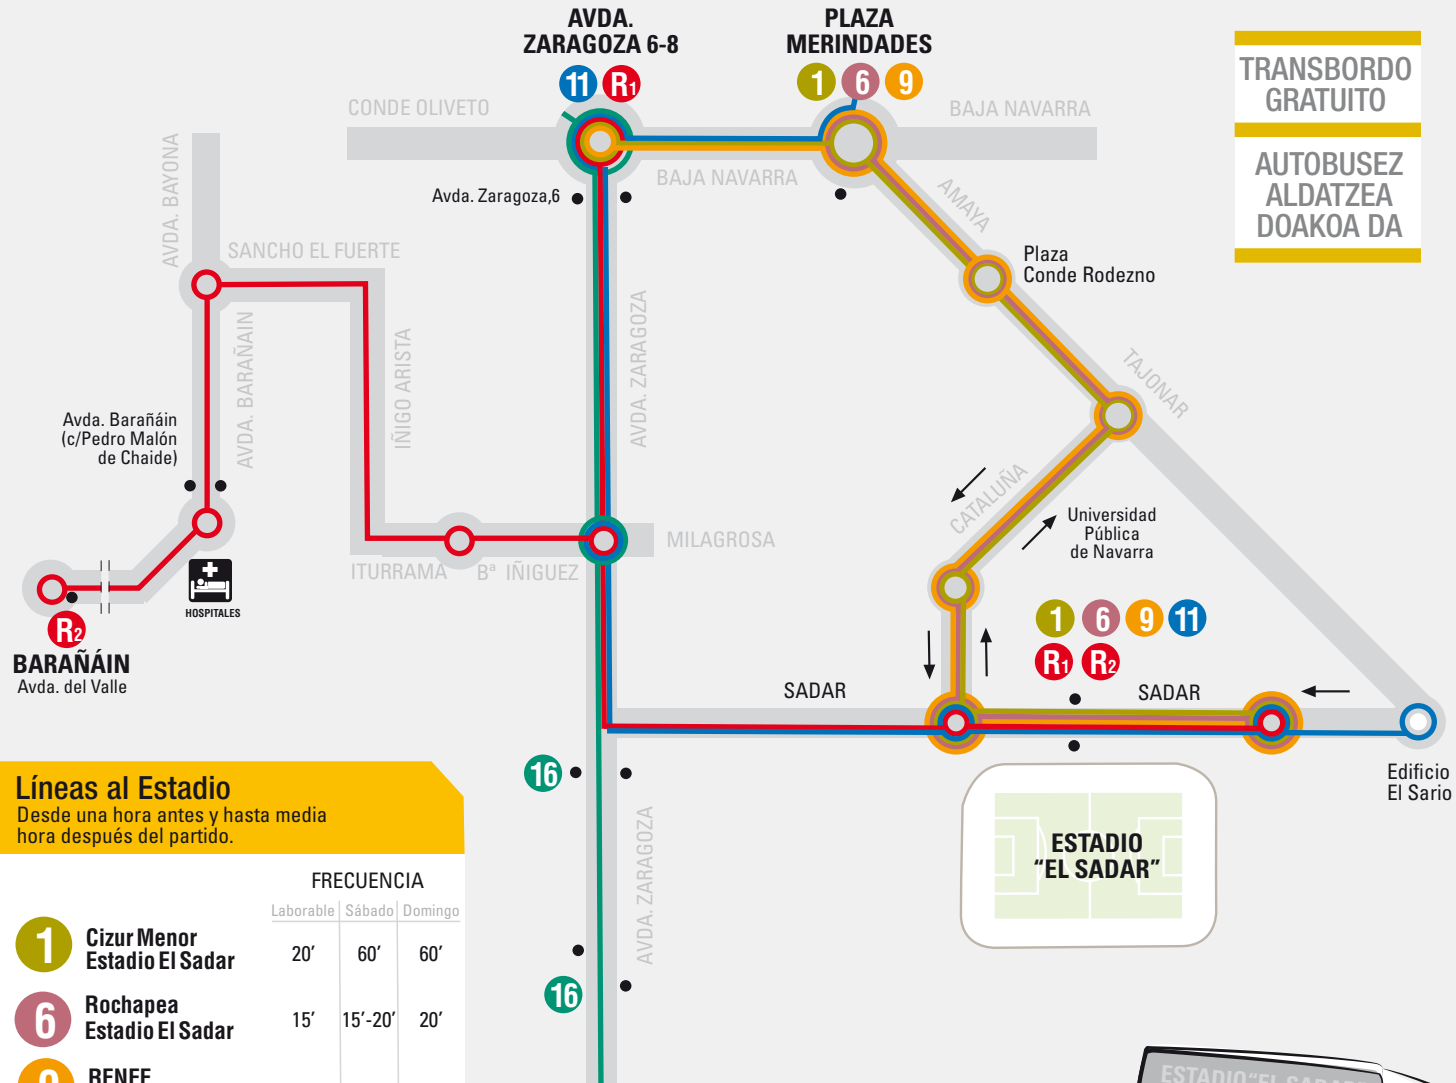 AVDA.
ZARAGOZA 6-8
11 R1
PLAZA
MERINDADES
1 6 9
TRANSBORDO
GRATUITO
AUTOBUSEZ
ALDATZEA
DOAKOA DA
CONDE OLIVETO
BAJA NAVARRA
BAJA NAVARRA
AVDA. BAYONA
Avda. Zaragoza,6
AMAYA
SANCHO EL FUERTE
Plaza
Conde Rodezno
AVDA. BARAÑAIN
IÑIGO ARISTA
AVDA. ZARAGOZA
TAJONAR
Avda. Barañáin
(c/Pedro Malón
de Chaide)
CATALUÑA
Universidad
Pública
de Navarra
MILAGROSA
ITURRAMA
Bª IÑIGUEZ
HOSPITALES
R2
BARAÑÁIN
Avda. del Valle
1 6 9 11
R1 R2
SADAR
SADAR
Edificio
El Sario
16
ESTADIO
“EL SADAR”
AVDA. ZARAGOZA
16
Líneas al Estadio
Desde una hora antes y hasta media
hora después del partido.
FRECUENCIA
Laborable Sábado Domingo
1 Cizur Menor
Estadio El Sadar
20’ 60’ 60’
6 Rochapea
Estadio El Sadar
15’ 15’-20’ 20’
9 RENFE